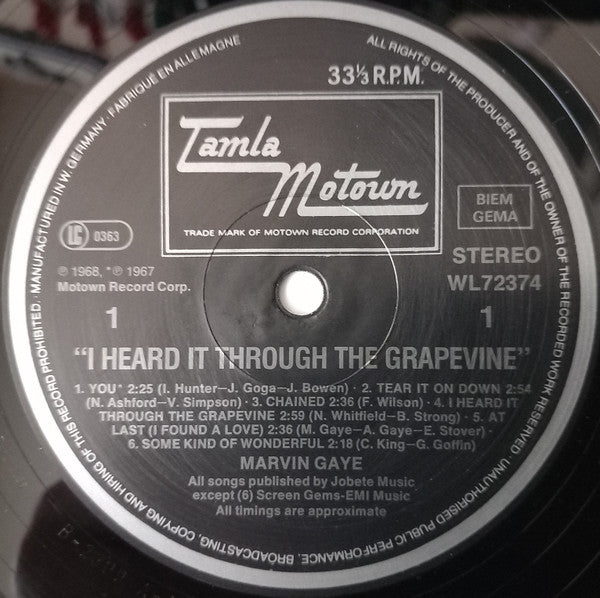 MANUFACTURED IN W. GERMANY · FABRIQUÉ EN ALLEMAGNE
ALL RIGHTS OF THE PRODUCER AND OF THE OWNER OF THE RECORDED WORK RESERVED · UNAUTHORISED PUBLIC PERFORMANCE, BROADCASTING, COPYING AND HIRING OF THIS RECORD PROHIBITED ·
33⅓ R.P.M.
Tamla
Motown
TRADE MARK OF MOTOWN RECORD CORPORATION
BIEM
GEMA
LC 0363
STEREO
WL72374
℗ 1968, *℗ 1967
Motown Record Corp.
1 1
“I HEARD IT THROUGH THE GRAPEVINE”
1. YOU* 2:25 (I. Hunter–J. Goga–J. Bowen) · 2. TEAR IT ON DOWN 2:54
(N. Ashford–V. Simpson) · 3. CHAINED 2:36 (F. Wilson) · 4. I HEARD IT
THROUGH THE GRAPEVINE 2:59 (N. Whitfield–B. Strong) · 5. AT
LAST (I FOUND A LOVE) 2:36 (M. Gaye–A. Gaye–E. Stover) ·
6. SOME KIND OF WONDERFUL 2:18 (C. King–G. Goffin)
MARVIN GAYE
All songs published by Jobete Music
except (6) Screen Gems-EMI Music
All timings are approximate